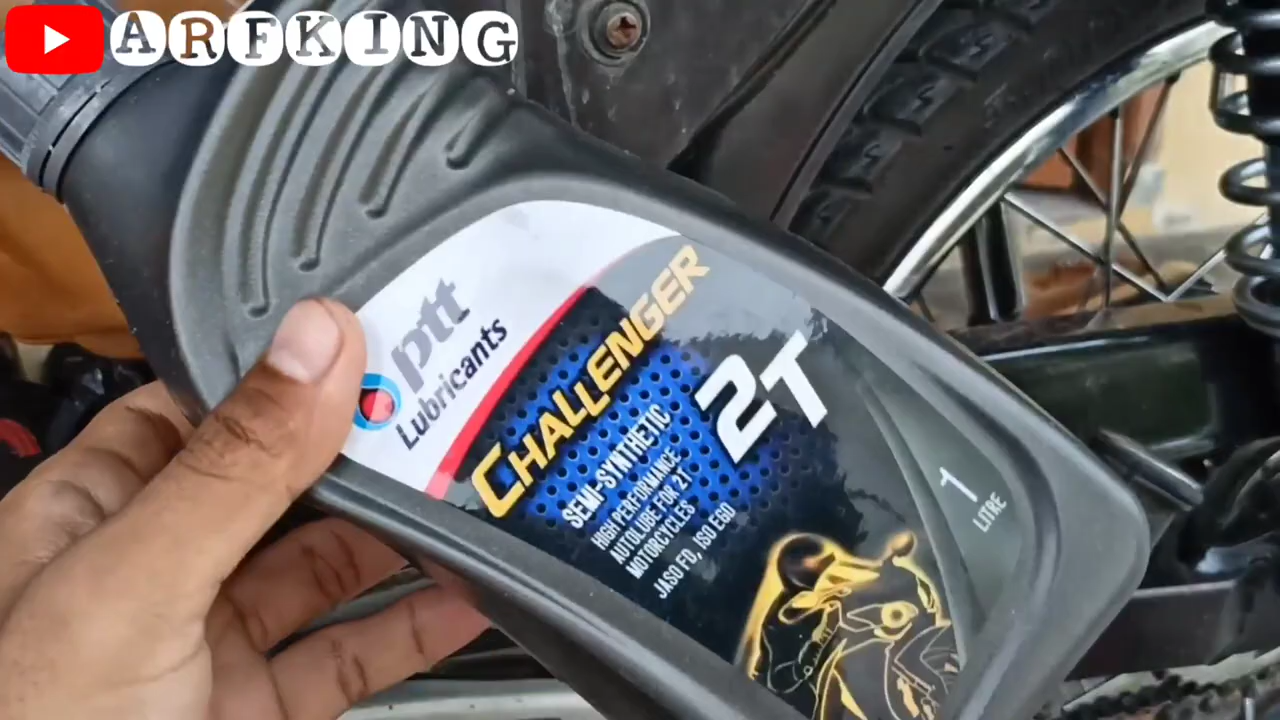 ARFKING
ptt
Lubricants
CHALLENGER
2T
SEMI-SYNTHETIC
HIGH PERFORMANCE
AUTOLUBE FOR 2T
MOTORCYCLES
JASO FD, ISO EGD
1
LITRE